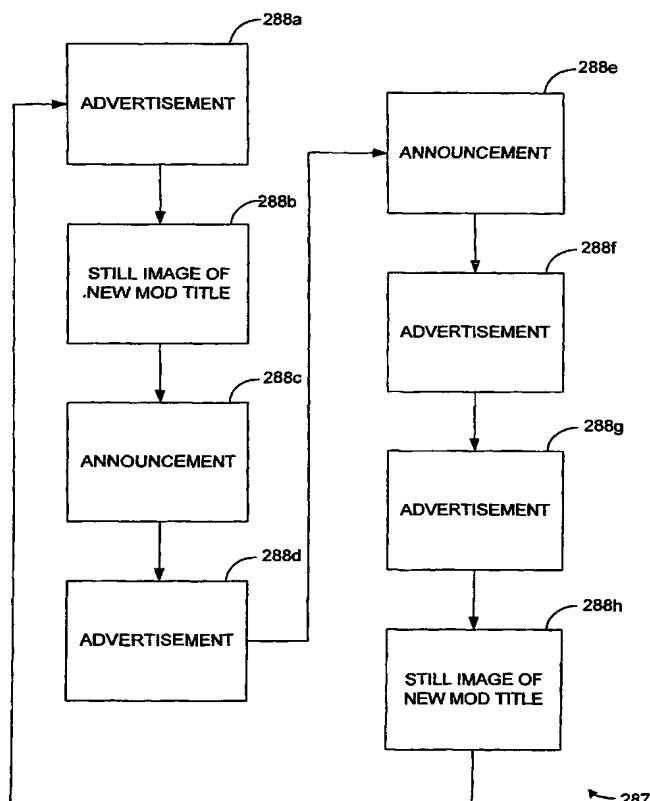 288a
ADVERTISEMENT
288b
STILL IMAGE OF
.NEW MOD TITLE
288c
ANNOUNCEMENT
288d
ADVERTISEMENT
288e
ANNOUNCEMENT
288f
ADVERTISEMENT
288g
ADVERTISEMENT
288h
STILL IMAGE OF
NEW MOD TITLE
287